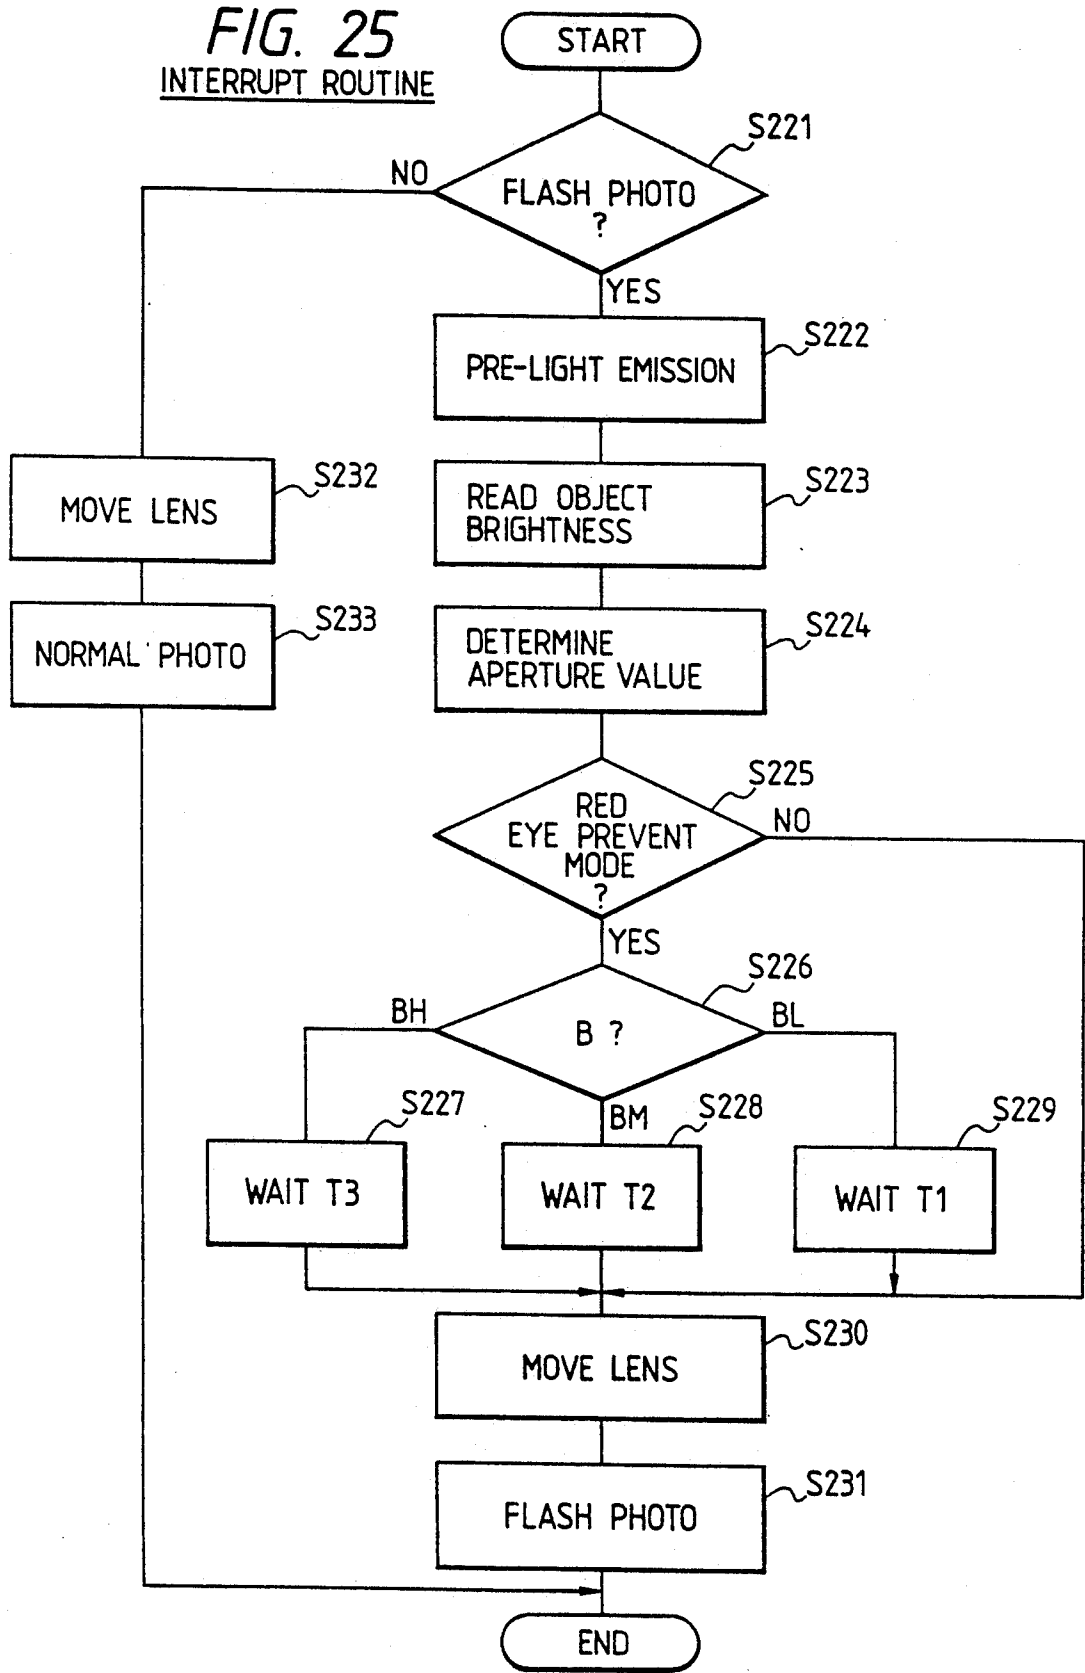 FIG. 25
INTERRUPT ROUTINE
START
S221
NO
FLASH PHOTO
?
YES
S222
PRE-LIGHT EMISSION
S232
MOVE LENS
S223
READ OBJECT
BRIGHTNESS
S233
NORMAL PHOTO
S224
DETERMINE
APERTURE VALUE
S225
RED
EYE PREVENT
MODE
?
NO
YES
S226
BH
B ?
BL
BM
S227
WAIT T3
S228
WAIT T2
S229
WAIT T1
S230
MOVE LENS
S231
FLASH PHOTO
END